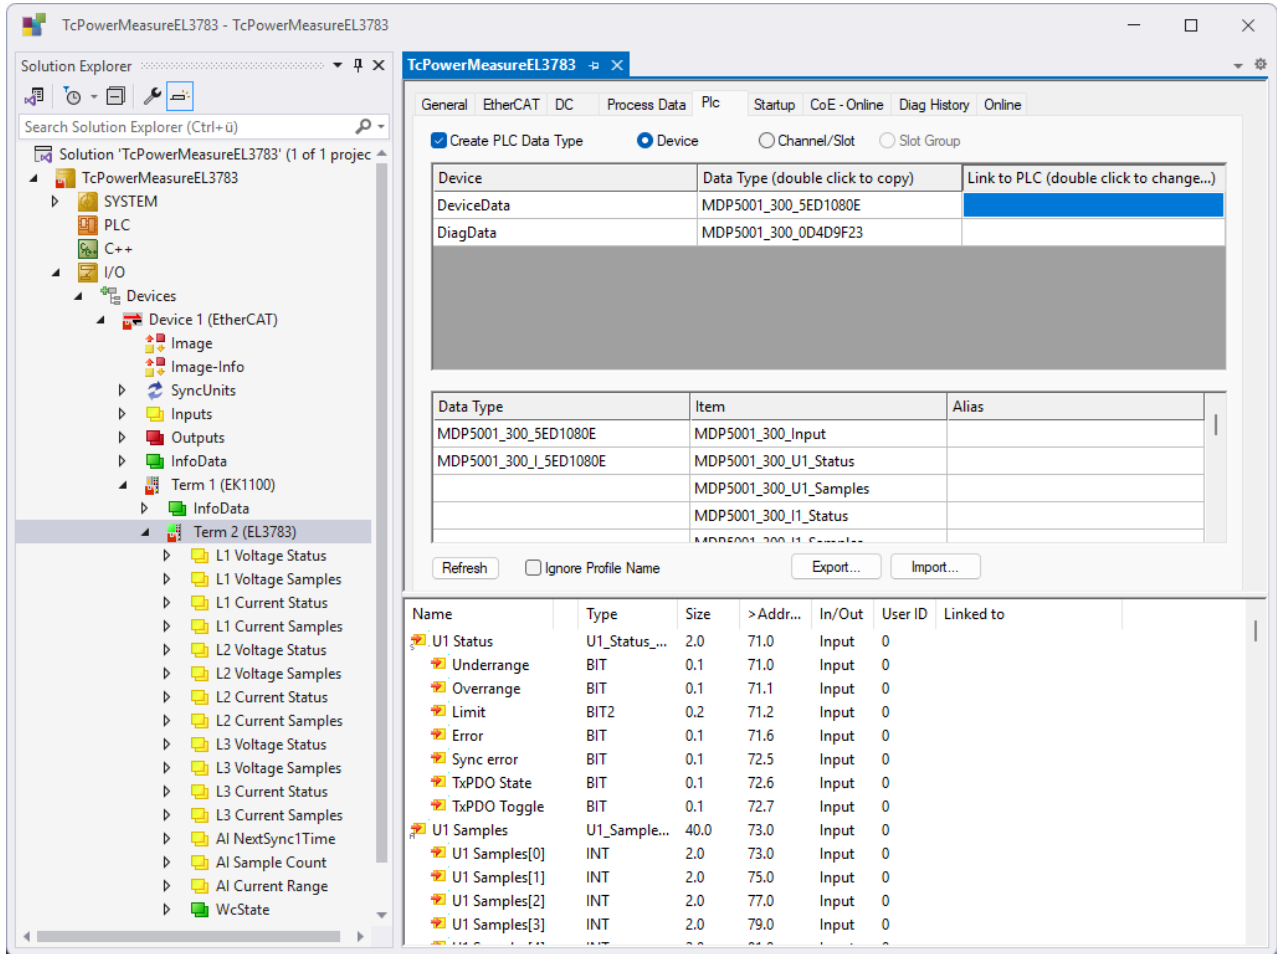 TcPowerMeasureEL3783 - TcPowerMeasureEL3783
Solution Explorer
Search Solution Explorer (Ctrl+ü)
Solution 'TcPowerMeasureEL3783' (1 of 1 projec
TcPowerMeasureEL3783
SYSTEM
PLC
C++
I/O
Devices
Device 1 (EtherCAT)
Image
Image-Info
SyncUnits
Inputs
Outputs
InfoData
Term 1 (EK1100)
InfoData
Term 2 (EL3783)
L1 Voltage Status
L1 Voltage Samples
L1 Current Status
L1 Current Samples
L2 Voltage Status
L2 Voltage Samples
L2 Current Status
L2 Current Samples
L3 Voltage Status
L3 Voltage Samples
L3 Current Status
L3 Current Samples
AI NextSync1Time
AI Sample Count
AI Current Range
WcState
TcPowerMeasureEL3783
General EtherCAT DC Process Data Plc Startup CoE - Online Diag History Online
Create PLC Data Type Device Channel/Slot Slot Group
Device Data Type (double click to copy) Link to PLC (double click to change...)
DeviceData MDP5001_300_5ED1080E
DiagData MDP5001_300_0D4D9F23
Data Type Item Alias
MDP5001_300_5ED1080E MDP5001_300_Input
MDP5001_300_I_5ED1080E MDP5001_300_U1_Status
MDP5001_300_U1_Samples
MDP5001_300_I1_Status
Refresh Ignore Profile Name Export... Import...
Name Type Size >Addr... In/Out User ID Linked to
U1 Status U1_Status_... 2.0 71.0 Input 0
Underrange BIT 0.1 71.0 Input 0
Overrange BIT 0.1 71.1 Input 0
Limit BIT2 0.2 71.2 Input 0
Error BIT 0.1 71.6 Input 0
Sync error BIT 0.1 72.5 Input 0
TxPDO State BIT 0.1 72.6 Input 0
TxPDO Toggle BIT 0.1 72.7 Input 0
U1 Samples U1_Sample... 40.0 73.0 Input 0
U1 Samples[0] INT 2.0 73.0 Input 0
U1 Samples[1] INT 2.0 75.0 Input 0
U1 Samples[2] INT 2.0 77.0 Input 0
U1 Samples[3] INT 2.0 79.0 Input 0